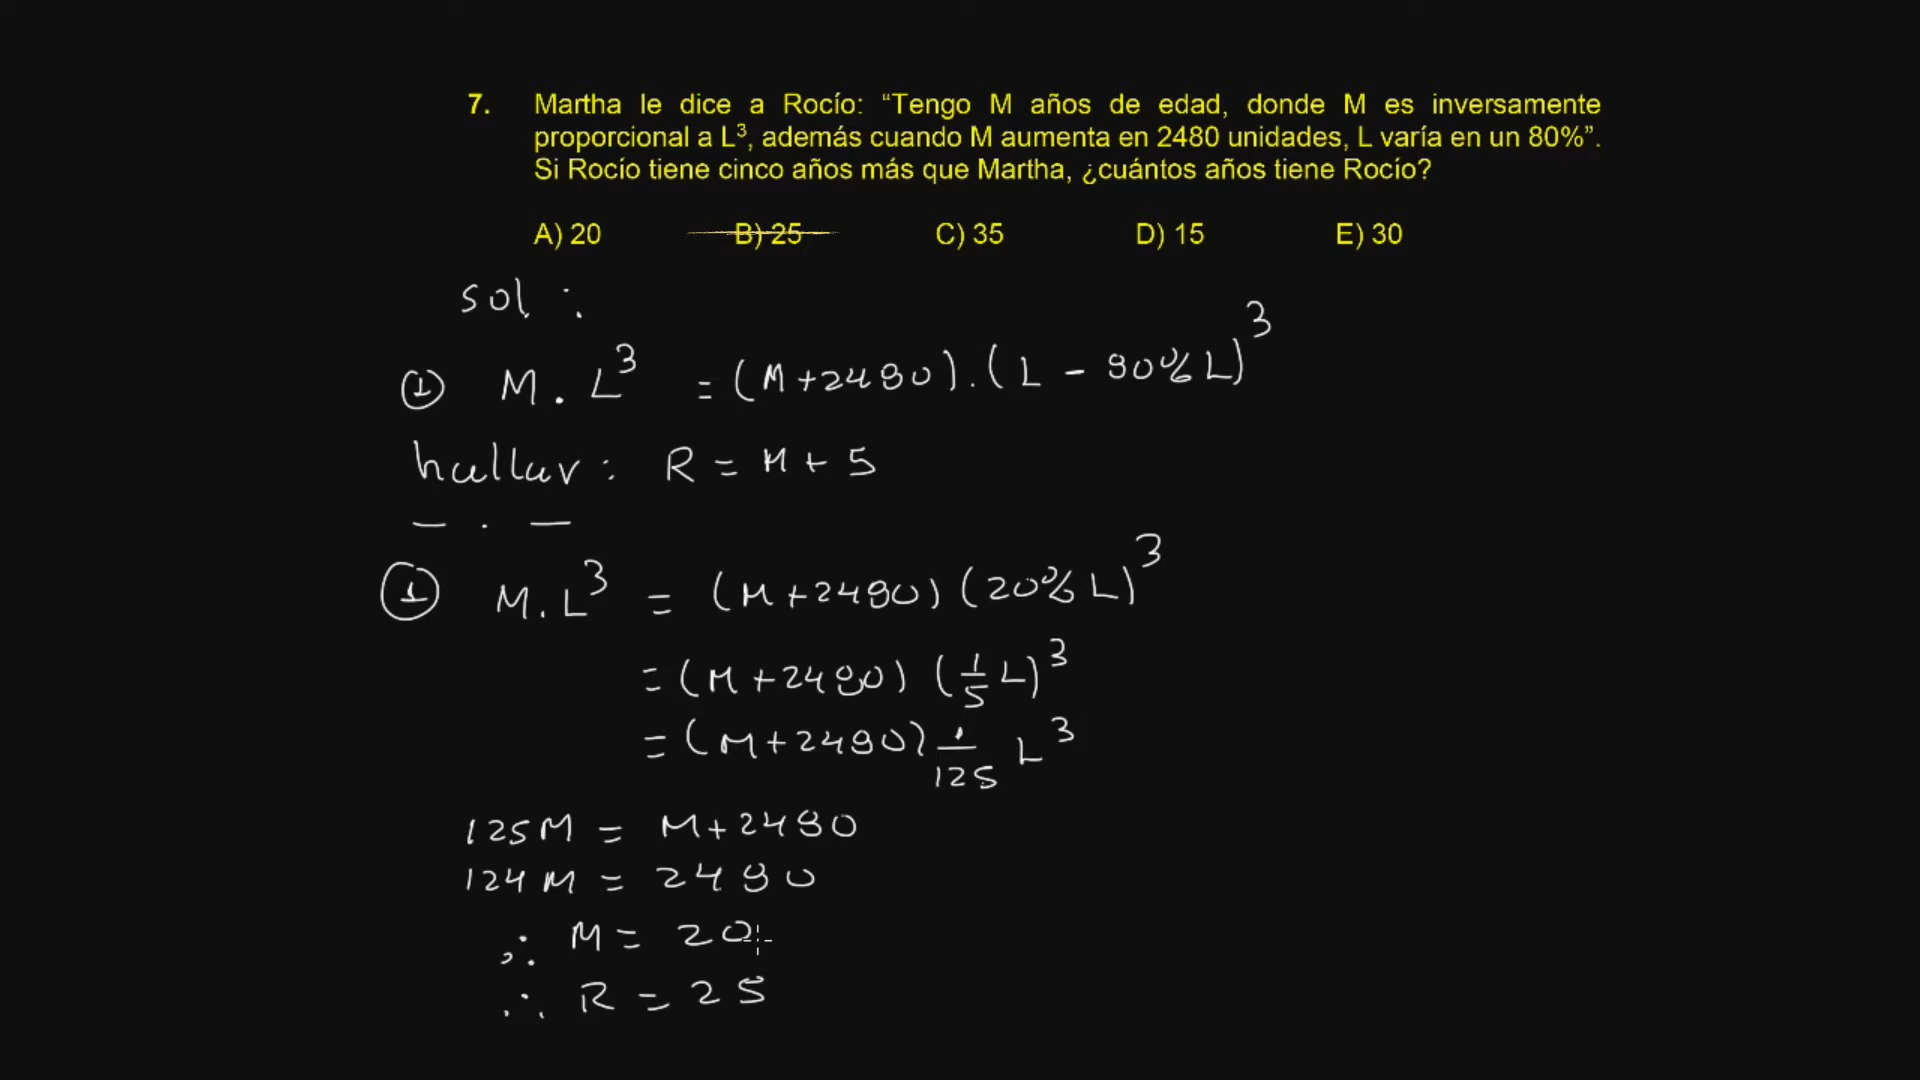 7. Martha le dice a Rocío: “Tengo M años de edad, donde M es inversamente
proporcional a L³, además cuando M aumenta en 2480 unidades, L varía en un 80%”.
Si Rocío tiene cinco años más que Martha, ¿cuántos años tiene Rocío?
A) 20 B) 25 C) 35 D) 15 E) 30
sol :
① M . L³ = (M+2480).(L - 80% L)³
hallar : R = M + 5
— . —
① M.L³ = (M+2480) (20% L)³
= (M+2480) (1/5 L)³
= (M+2480) 1/125 L³
125M = M+2480
124M = 2480
∴ M = 20
∴ R = 25